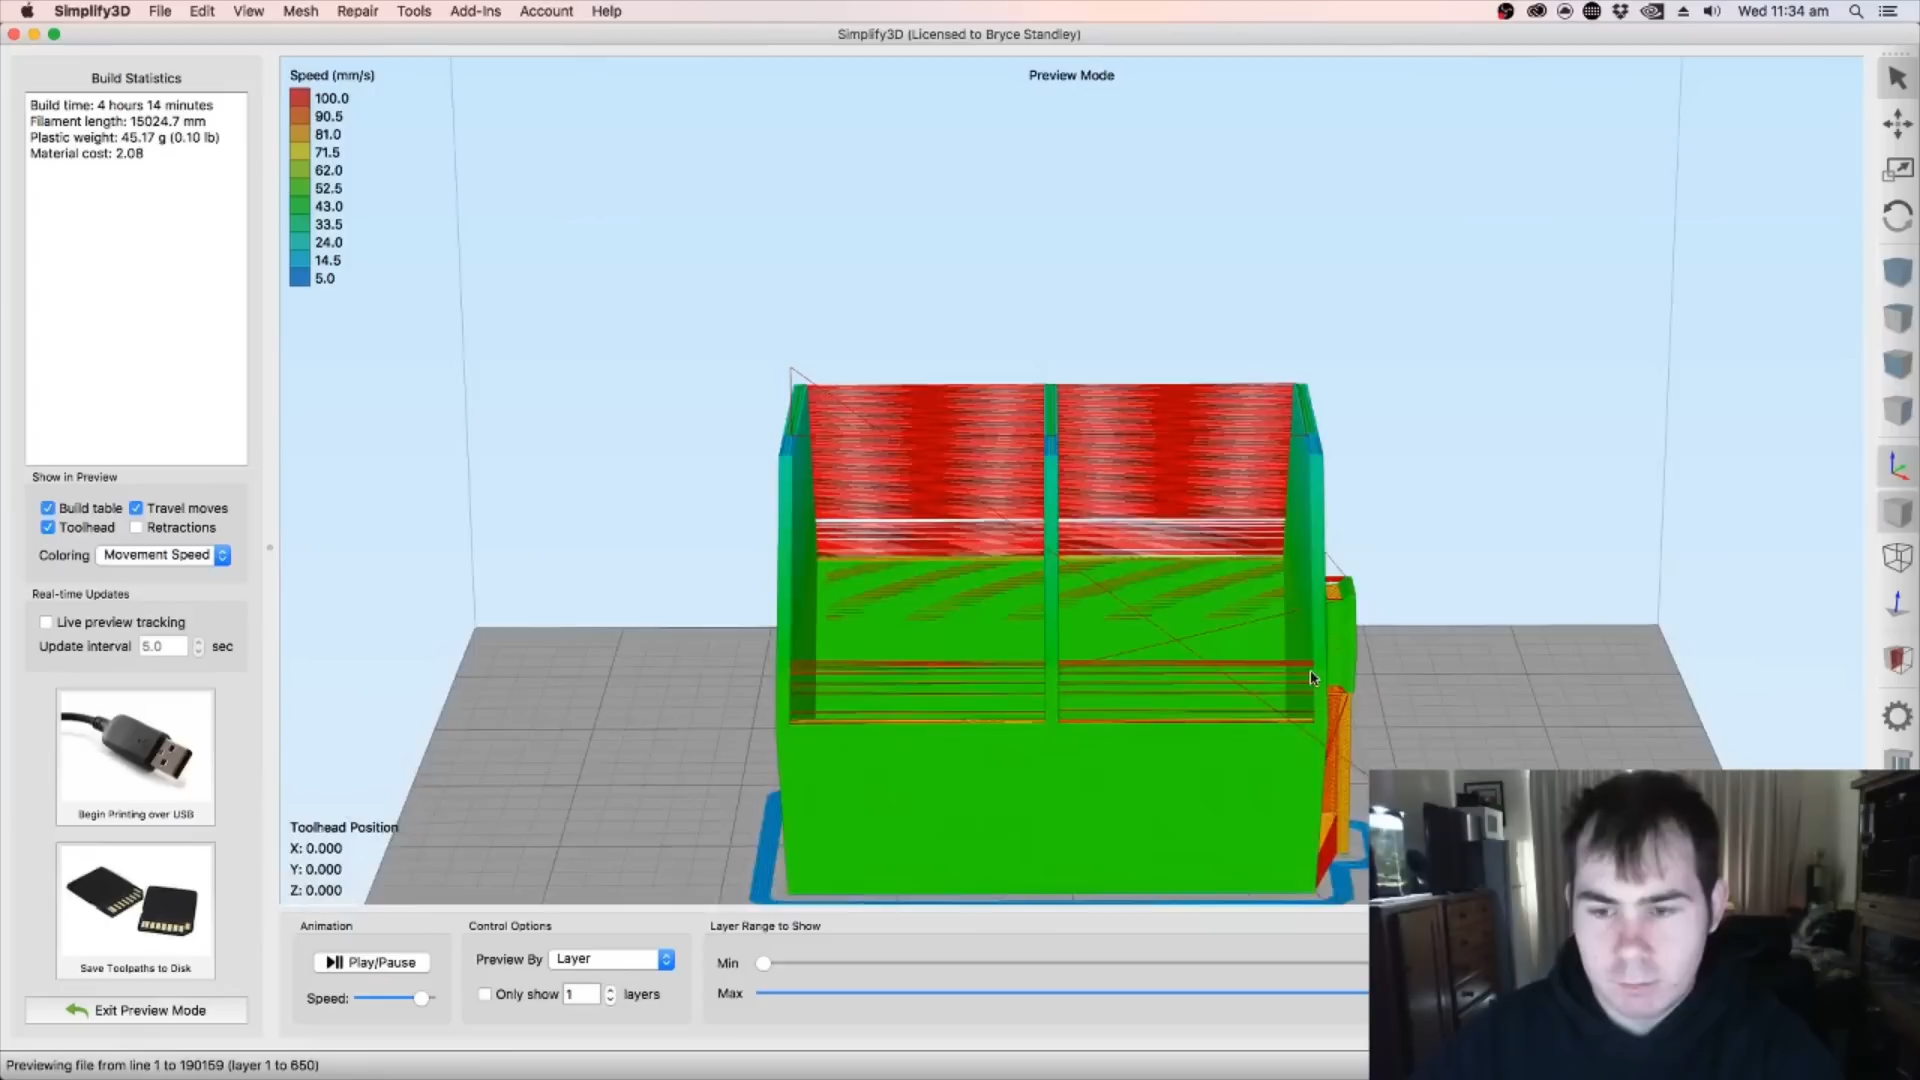 Simplify3D File Edit View Mesh Repair Tools Add-Ins Account Help Wed 11:34 am
Simplify3D (Licensed to Bryce Standley)
Build Statistics
Build time: 4 hours 14 minutes
Filament length: 15024.7 mm
Plastic weight: 45.17 g (0.10 lb)
Material cost: 2.08
Speed (mm/s)
100.0
90.5
81.0
71.5
62.0
52.5
43.0
33.5
24.0
14.5
5.0
Preview Mode
Show in Preview
Build table Travel moves
Toolhead Retractions
Coloring Movement Speed
Real-time Updates
Live preview tracking
Update interval 5.0 sec
Begin Printing over USB
Save Toolpaths to Disk
Exit Preview Mode
Toolhead Position
X: 0.000
Y: 0.000
Z: 0.000
Animation
Play/Pause
Speed:
Control Options
Preview By Layer
Only show 1 layers
Layer Range to Show
Min
Max
Previewing file from line 1 to 190159 (layer 1 to 650)